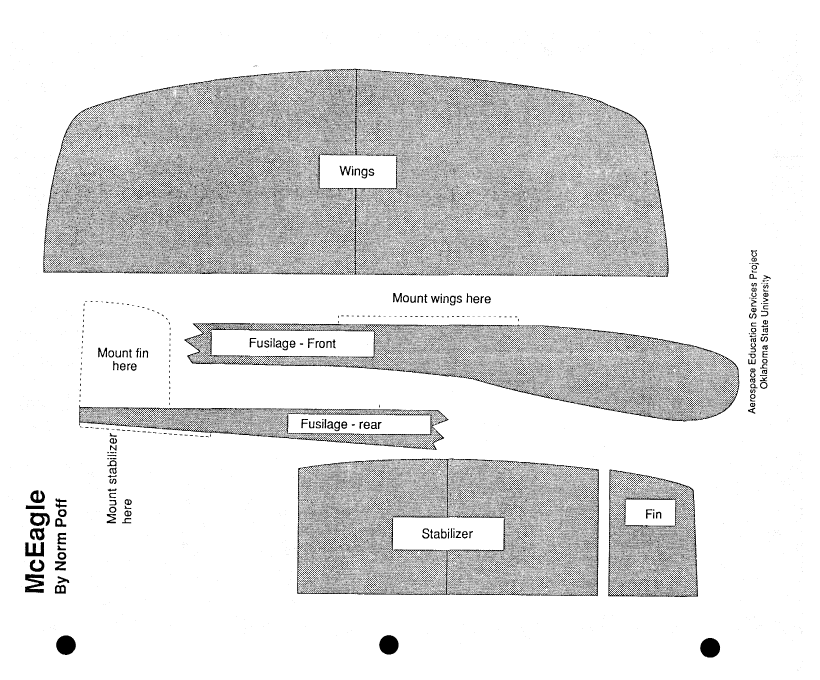 Wings
Mount wings here
Fusilage - Front
Mount fin
here
Fusilage - rear
Mount stabilizer
here
Stabilizer
Fin
McEagle
By Norm Poff
Aerospace Education Services Project
Oklahoma State University